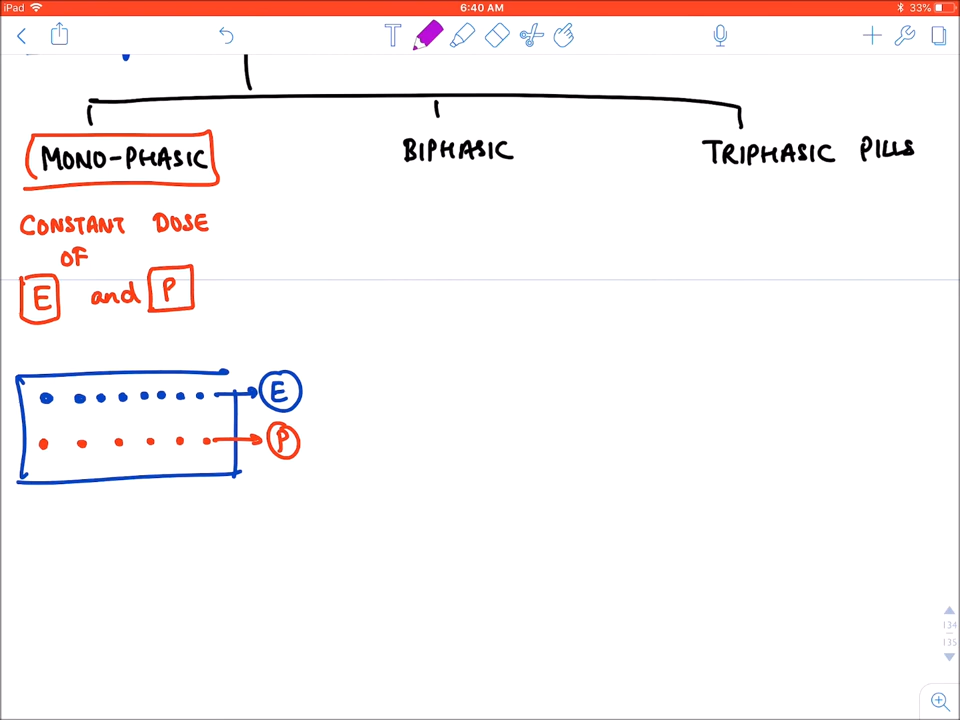 iPad 6:40 AM 33%
T
MONO-PHASIC BIPHASIC TRIPHASIC PILLS
CONSTANT DOSE
OF
E and P
E
P
134
135